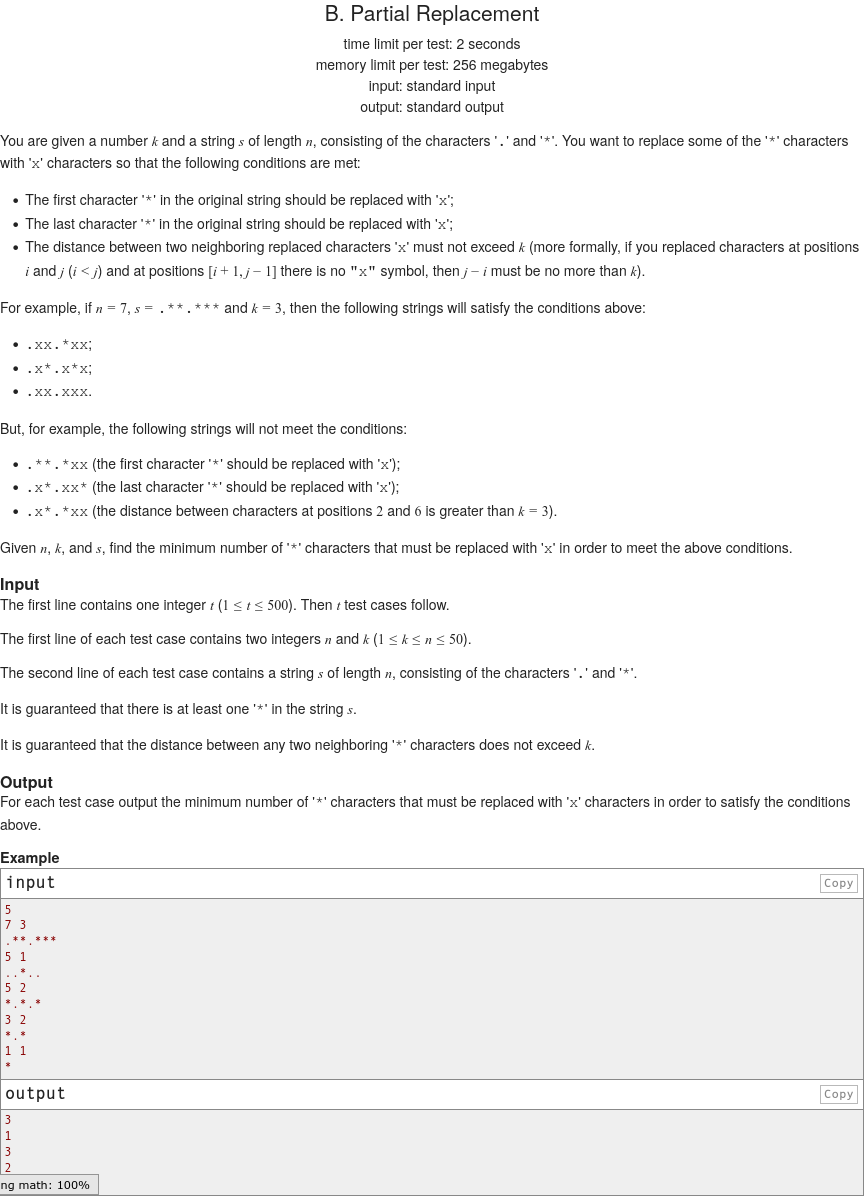 B. Partial Replacement
time limit per test: 2 seconds
memory limit per test: 256 megabytes
input: standard input
output: standard output
You are given a number k and a string s of length n, consisting of the characters '.' and '*'. You want to replace some of the '*' characters
with 'x' characters so that the following conditions are met:
• The first character '*' in the original string should be replaced with 'x';
• The last character '*' in the original string should be replaced with 'x';
• The distance between two neighboring replaced characters 'x' must not exceed k (more formally, if you replaced characters at positions
i and j (i < j) and at positions [i + 1, j − 1] there is no "x" symbol, then j − i must be no more than k).
For example, if n = 7, s = .**.*** and k = 3, then the following strings will satisfy the conditions above:
• .xx.*xx;
• .x*.x*x;
• .xx.xxx.
But, for example, the following strings will not meet the conditions:
• .**.*xx (the first character '*' should be replaced with 'x');
• .x*.xx* (the last character '*' should be replaced with 'x');
• .x*.*xx (the distance between characters at positions 2 and 6 is greater than k = 3).
Given n, k, and s, find the minimum number of '*' characters that must be replaced with 'x' in order to meet the above conditions.
Input
The first line contains one integer t (1 ≤ t ≤ 500). Then t test cases follow.
The first line of each test case contains two integers n and k (1 ≤ k ≤ n ≤ 50).
The second line of each test case contains a string s of length n, consisting of the characters '.' and '*'.
It is guaranteed that there is at least one '*' in the string s.
It is guaranteed that the distance between any two neighboring '*' characters does not exceed k.
Output
For each test case output the minimum number of '*' characters that must be replaced with 'x' characters in order to satisfy the conditions
above.
Example
input Copy
5
7 3
.**.***
5 1
..*..
5 2
*.*.*
3 2
*.*
1 1
*
output Copy
3
1
3
2
ng math: 100%